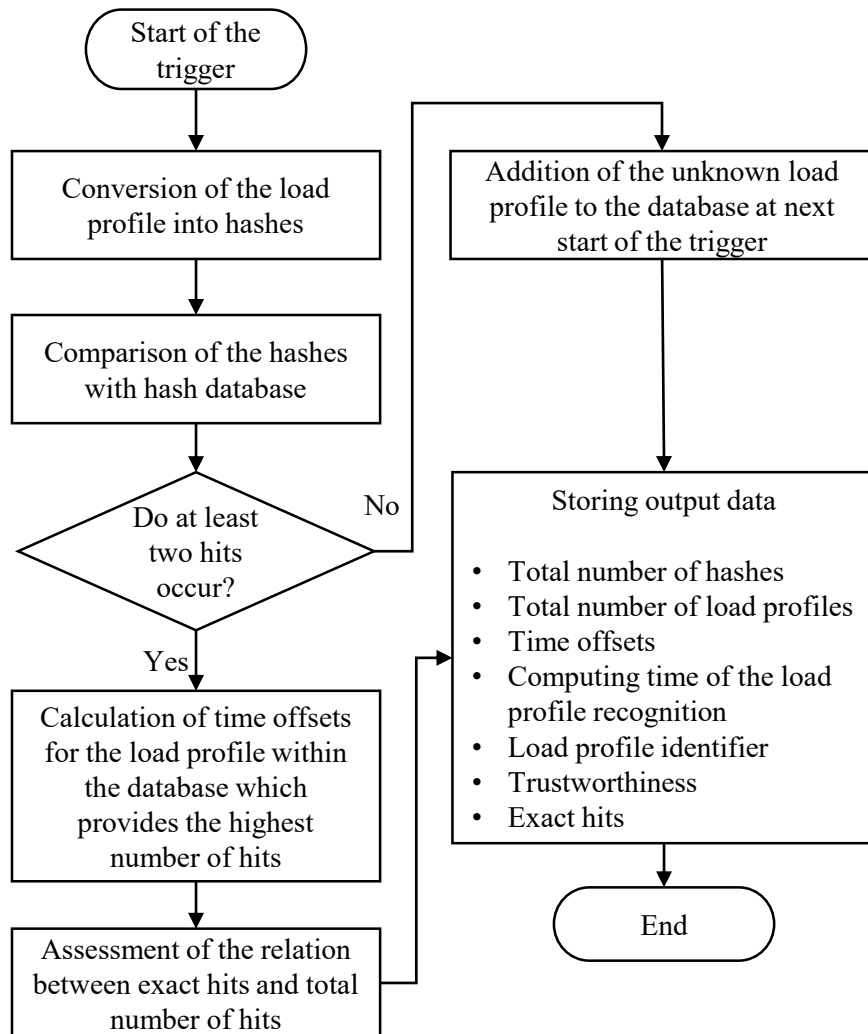 Start of the
trigger
Conversion of the load
profile into hashes
Comparison of the hashes
with hash database
Do at least
two hits
occur?
No
Yes
Calculation of time offsets
for the load profile within
the database which
provides the highest
number of hits
Assessment of the relation
between exact hits and total
number of hits
Addition of the unknown load
profile to the database at next
start of the trigger
Storing output data
• Total number of hashes
• Total number of load profiles
• Time offsets
• Computing time of the load
profile recognition
• Load profile identifier
• Trustworthiness
• Exact hits
End